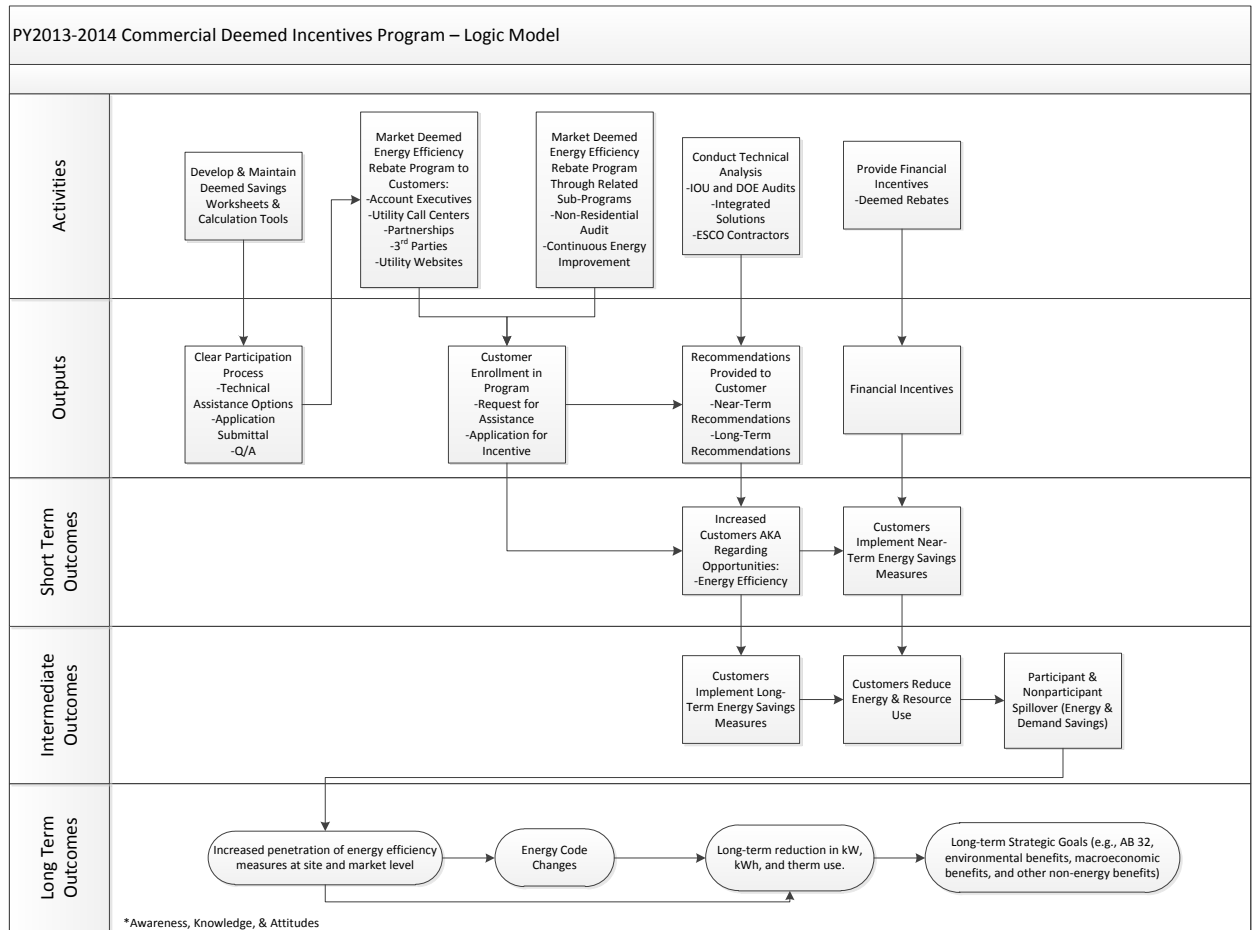 PY2013-2014 Commercial Deemed Incentives Program – Logic Model
Activities
Develop & Maintain
Deemed Savings
Worksheets &
Calculation Tools
Market Deemed
Energy Efficiency
Rebate Program to
Customers:
-Account Executives
-Utility Call Centers
-Partnerships
-3rd Parties
-Utility Websites
Market Deemed
Energy Efficiency
Rebate Program
Through Related
Sub-Programs
-Non-Residential
Audit
-Continuous Energy
Improvement
Conduct Technical
Analysis
-IOU and DOE Audits
-Integrated
Solutions
-ESCO Contractors
Provide Financial
Incentives
-Deemed Rebates
Outputs
Clear Participation
Process
-Technical
Assistance Options
-Application
Submittal
-Q/A
Customer
Enrollment in
Program
-Request for
Assistance
-Application for
Incentive
Recommendations
Provided to
Customer
-Near-Term
Recommendations
-Long-Term
Recommendations
Financial Incentives
Short Term
Outcomes
Increased
Customers AKA
Regarding
Opportunities:
-Energy Efficiency
Customers
Implement Near-
Term Energy Savings
Measures
Intermediate
Outcomes
Customers
Implement Long-
Term Energy Savings
Measures
Customers Reduce
Energy & Resource
Use
Participant &
Nonparticipant
Spillover (Energy &
Demand Savings)
Long Term
Outcomes
Increased penetration of energy efficiency
measures at site and market level
Energy Code
Changes
Long-term reduction in kW,
kWh, and therm use.
Long-term Strategic Goals (e.g., AB 32,
environmental benefits, macroeconomic
benefits, and other non-energy benefits)
*Awareness, Knowledge, & Attitudes